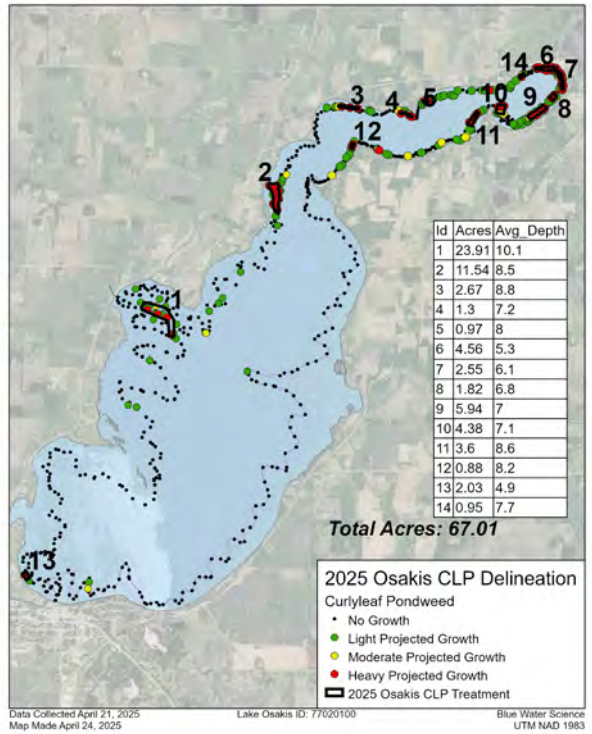 14 6
7
3 4 5 10 9 8
12 11
2
1
Id Acres Avg_Depth
1 23.91 10.1
2 11.54 8.5
3 2.67 8.8
4 1.3 7.2
5 0.97 8
6 4.56 5.3
7 2.55 6.1
8 1.82 6.8
9 5.94 7
10 4.38 7.1
11 3.6 8.6
12 0.88 8.2
13 2.03 4.9
14 0.95 7.7
Total Acres: 67.01
13
2025 Osakis CLP Delineation
Curlyleaf Pondweed
No Growth
Light Projected Growth
Moderate Projected Growth
Heavy Projected Growth
2025 Osakis CLP Treatment
Data Collected April 21, 2025 Lake Osakis ID: 77020100 Blue Water Science
Map Made April 24, 2025 UTM NAD 1983